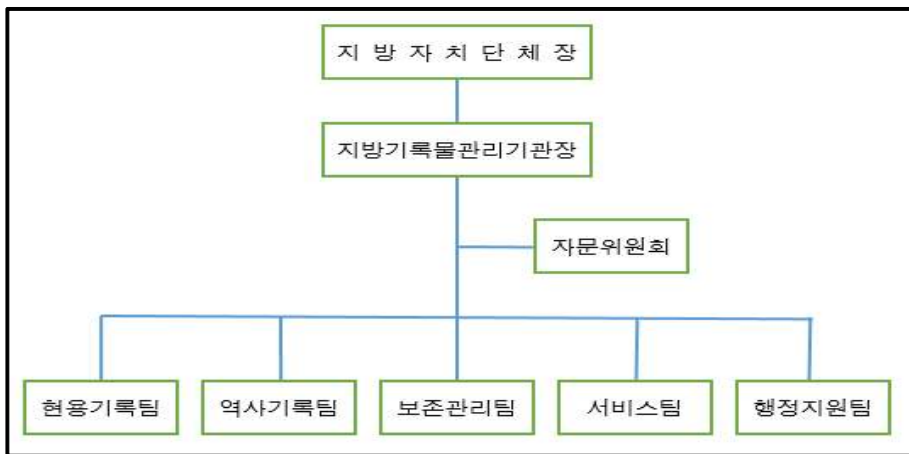 지 방 자 치 단 체 장
지방기록물관리기관장
자문위원회
현용기록팀 역사기록팀 보존관리팀 서비스팀 행정지원팀